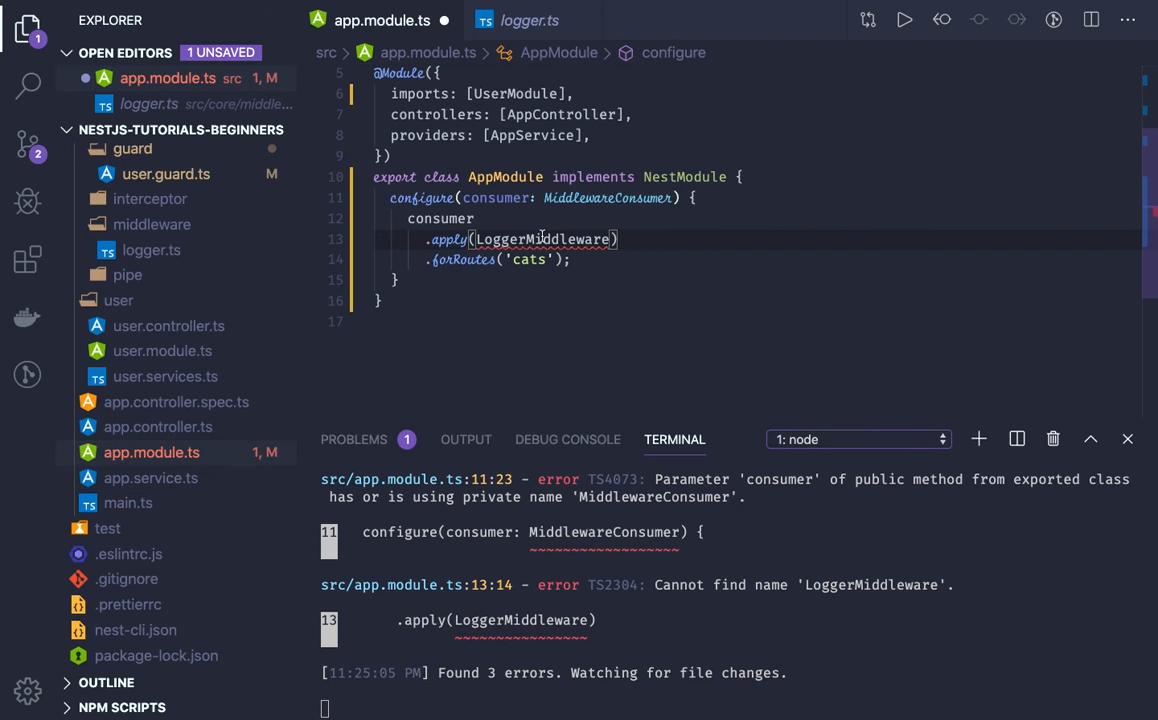 EXPLORER
OPEN EDITORS 1 UNSAVED
app.module.ts src 1, M
logger.ts src/core/middle...
NESTJS-TUTORIALS-BEGINNERS
guard
user.guard.ts M
interceptor
middleware
logger.ts
pipe
user
user.controller.ts
user.module.ts
user.services.ts
app.controller.spec.ts
app.controller.ts
app.module.ts 1, M
app.service.ts
main.ts
test
.eslintrc.js
.gitignore
.prettierrc
nest-cli.json
package-lock.json
OUTLINE
NPM SCRIPTS
1
2
app.module.ts
TS logger.ts
src > app.module.ts > AppModule > configure
5 @Module({
6 imports: [UserModule],
7 controllers: [AppController],
8 providers: [AppService],
9 })
10 export class AppModule implements NestModule {
11 configure(consumer: MiddlewareConsumer) {
12 consumer
13 .apply(LoggerMiddleware)
14 .forRoutes('cats');
15 }
16 }
17
PROBLEMS 1 OUTPUT DEBUG CONSOLE TERMINAL 1: node
src/app.module.ts:11:23 - error TS4073: Parameter 'consumer' of public method from exported class
has or is using private name 'MiddlewareConsumer'.
11 configure(consumer: MiddlewareConsumer) {
~~~~~~~~~~~~~~~~~~
src/app.module.ts:13:14 - error TS2304: Cannot find name 'LoggerMiddleware'.
13 .apply(LoggerMiddleware)
~~~~~~~~~~~~~~~~
[11:25:05 PM] Found 3 errors. Watching for file changes.